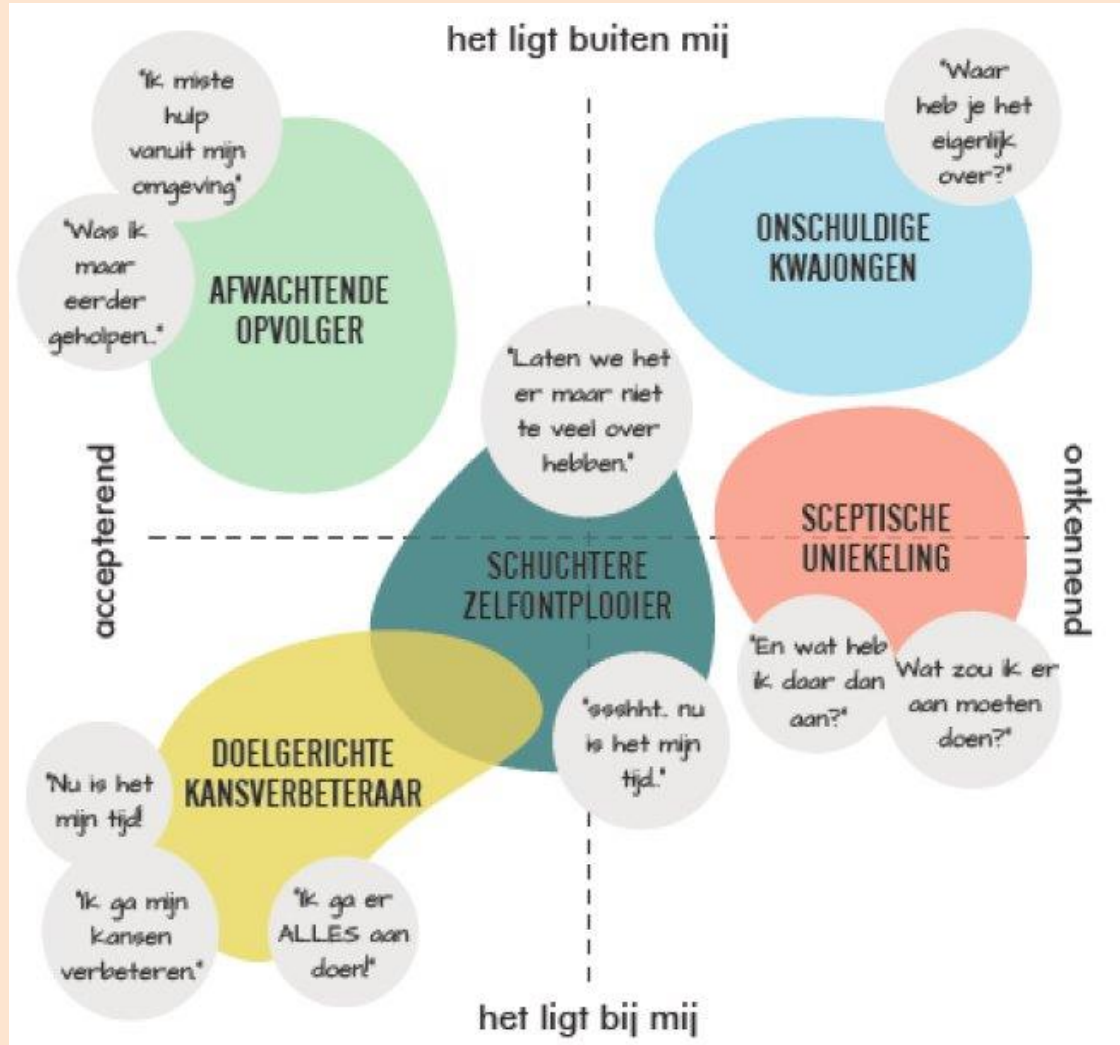 het ligt buiten mij
"Ik miste
hulp
vanuit mijn
omgeving"
"Was ik
maar
eerder
geholpen.."
AFWACHTENDE
OPVOLGER
"Waar
heb je het
eigenlijk
over?"
ONSCHULDIGE
KWAJONGEN
"Laten we het
er maar niet
te veel over
hebben."
accepterend
ontkennend
SCHUCHTERE
ZELFONTPLOOIER
SCEPTISCHE
UNIEKELING
"En wat heb
ik daar dan
aan?"
Wat zou ik er
aan moeten
doen?"
"ssshht.. nu
is het mijn
tijd."
DOELGERICHTE
KANSVERBETERAAR
"Nu is het
mijn tijd!
"Ik ga mijn
kansen
verbeteren."
"Ik ga er
ALLES aan
doen!"
het ligt bij mij